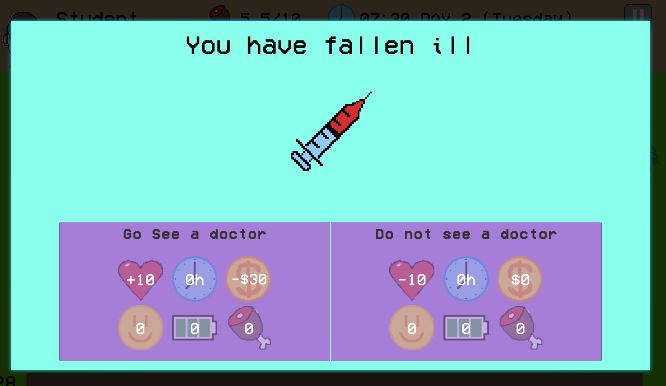 Student 5.5/10 07:30 DAY 2 (Tuesday)
You have fallen ill
Go See a doctor
Do not see a doctor
+10 0h -$30
-10 0h $0
0 0 0
0 0 0